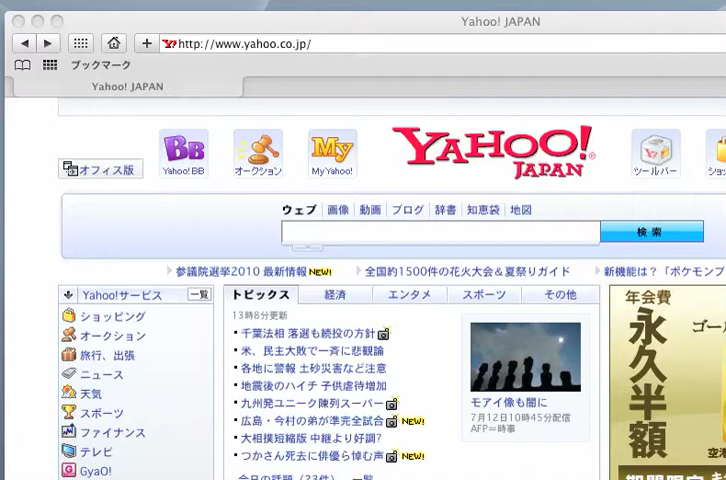 Yahoo! JAPAN
http://www.yahoo.co.jp/
ブックマーク
Yahoo! JAPAN
オフィス版
BB
Yahoo! BB
オークション
My
My Yahoo!
YAHOO!
JAPAN
ツールバー
ウェブ 画像 動画 ブログ 辞書 知恵袋 地図
検索
参議院選挙2010 最新情報 NEW!
全国約1500件の花火大会&夏祭りガイド
新機能は?「ポケモンブ
Yahoo!サービス
一覧
ショッピング
オークション
旅行、出張
ニュース
天気
スポーツ
ファイナンス
テレビ
GyaO!
トピックス 経済 エンタメ スポーツ その他
13時8分更新
千葉法相 落選も続投の方針
米、民主大敗で一斉に悲観論
各地に警報 土砂災害など注意
地震後のハイチ 子供虐待増加
九州発ユニーク陳列スーパー
広島・今村の弟が準完全試合 NEW!
大相撲短縮版 中継より好調?
つかさん死去に俳優ら悼む声 NEW!
モアイ像も闇に
7月12日10時45分配信
AFP=時事
年会費
永久半額